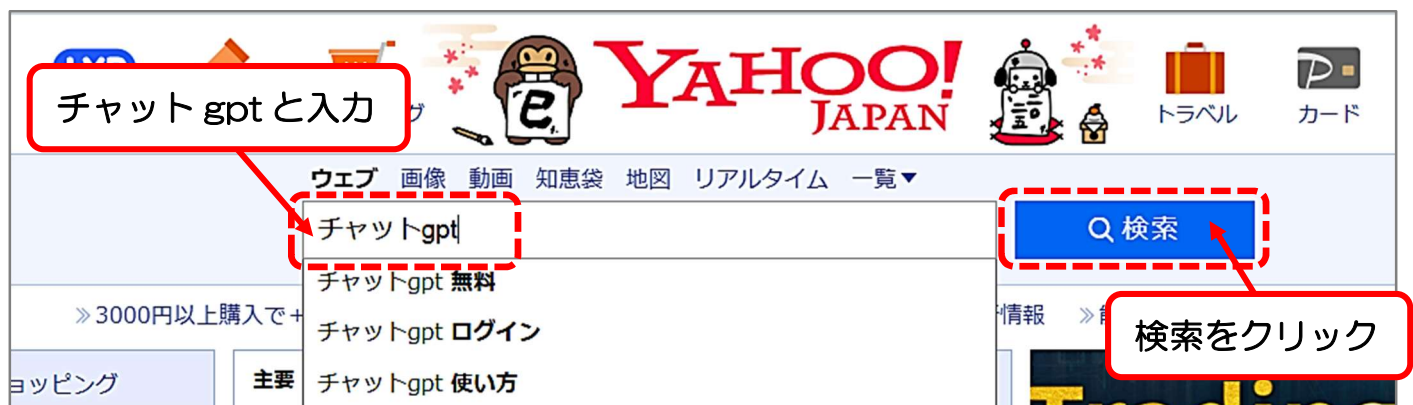 チャット gpt と入力
YAHOO!
JAPAN
トラベル
カード
ウェブ 画像 動画 知恵袋 地図 リアルタイム 一覧▼
チャットgpt
検索
チャットgpt 無料
≫3000円以上購入で+
情報
チャットgpt ログイン
検索をクリック
ョッピング
主要
チャットgpt 使い方